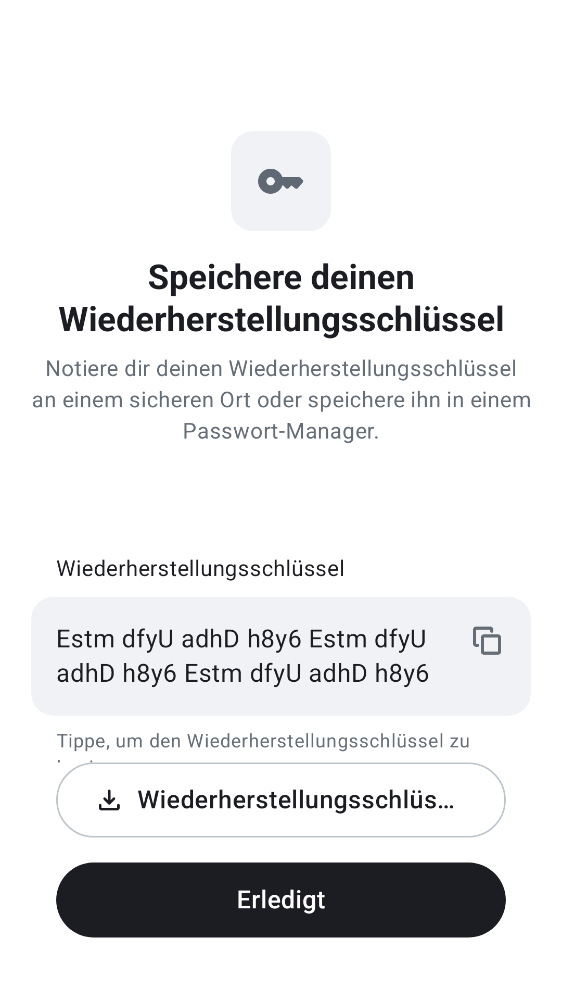 Speichere deinen
Wiederherstellungsschlüssel
Notiere dir deinen Wiederherstellungsschlüssel
an einem sicheren Ort oder speichere ihn in einem
Passwort-Manager.
Wiederherstellungsschlüssel
Estm dfyU adhD h8y6 Estm dfyU
adhD h8y6 Estm dfyU adhD h8y6
Tippe, um den Wiederherstellungsschlüssel zu
Wiederherstellungsschlüs…
Erledigt